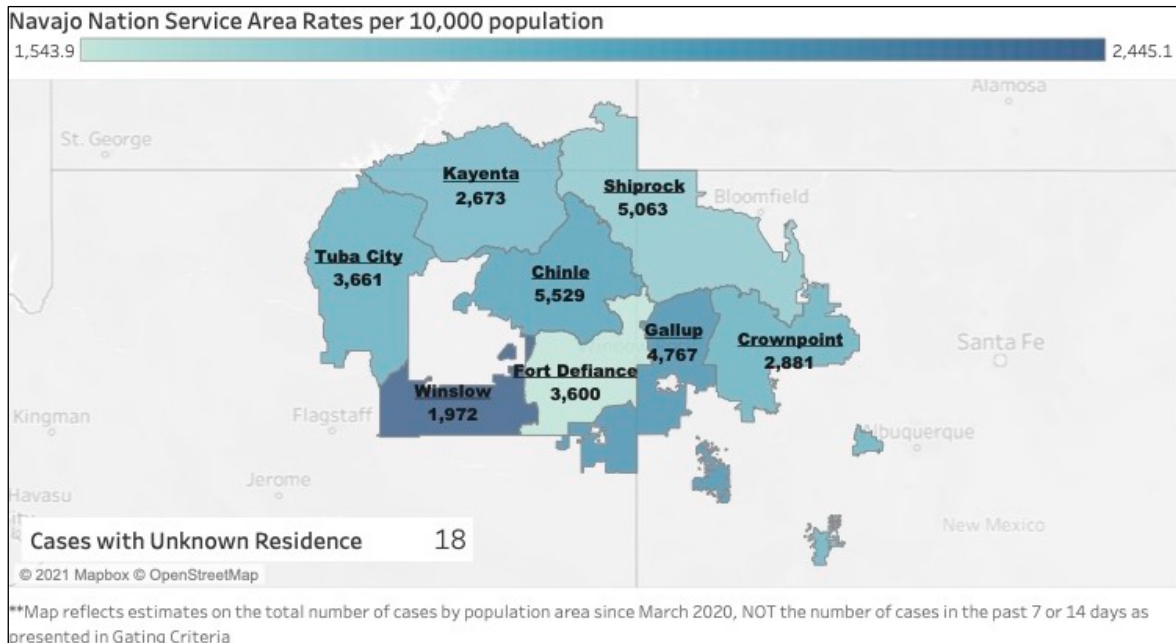 Navajo Nation Service Area Rates per 10,000 population
1,543.9
2,445.1
Alamosa
St. George
Kayenta
2,673
Shiprock
5,063
Bloomfield
Tuba City
3,661
Chinle
5,529
Gallup
4,767
Crownpoint
2,881
Santa Fe
Fort Defiance
3,600
Winslow
1,972
Kingman
Flagstaff
Albuquerque
Jerome
Havasu
New Mexico
Cases with Unknown Residence 18
© 2021 Mapbox © OpenStreetMap
**Map reflects estimates on the total number of cases by population area since March 2020, NOT the number of cases in the past 7 or 14 days as
presented in Gating Criteria